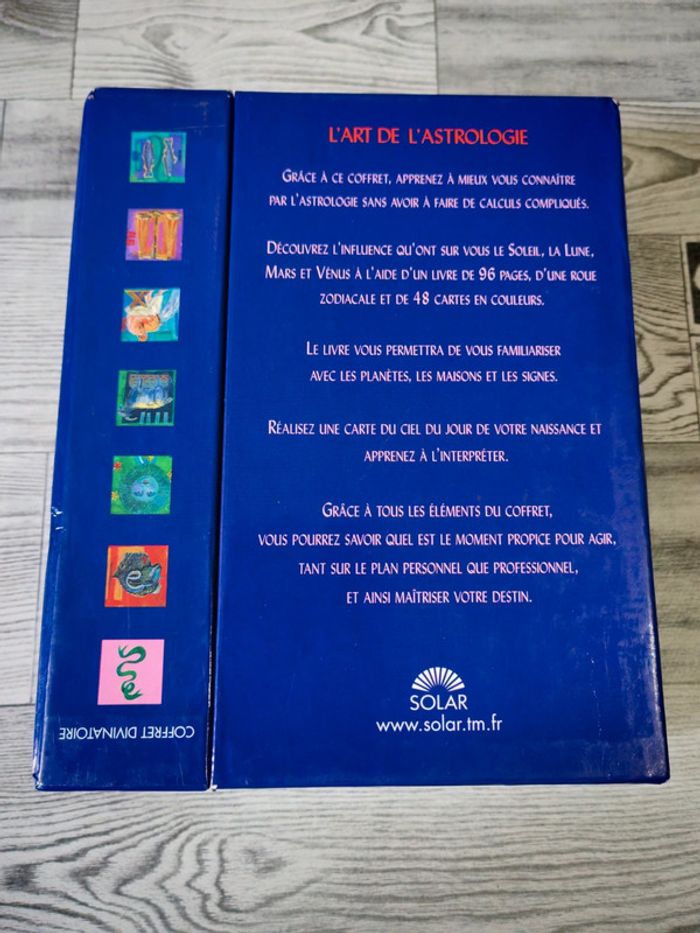 L'ART DE L'ASTROLOGIE
GRÂCE À CE COFFRET, APPRENEZ À MIEUX VOUS CONNAÎTRE
PAR L'ASTROLOGIE SANS AVOIR À FAIRE DE CALCULS COMPLIQUÉS.
DÉCOUVREZ L'INFLUENCE QU'ONT SUR VOUS LE SOLEIL, LA LUNE,
MARS ET VÉNUS À L'AIDE D'UN LIVRE DE 96 PAGES, D'UNE ROUE
ZODIACALE ET DE 48 CARTES EN COULEURS.
LE LIVRE VOUS PERMETTRA DE VOUS FAMILIARISER
AVEC LES PLANÈTES, LES MAISONS ET LES SIGNES.
RÉALISEZ UNE CARTE DU CIEL DU JOUR DE VOTRE NAISSANCE ET
APPRENEZ À L'INTERPRÉTER.
GRÂCE À TOUS LES ÉLÉMENTS DU COFFRET,
VOUS POURREZ SAVOIR QUEL EST LE MOMENT PROPICE POUR AGIR,
TANT SUR LE PLAN PERSONNEL QUE PROFESSIONNEL,
ET AINSI MAÎTRISER VOTRE DESTIN.
SOLAR
www.solar.tm.fr
COFFRET DIVINATOIRE